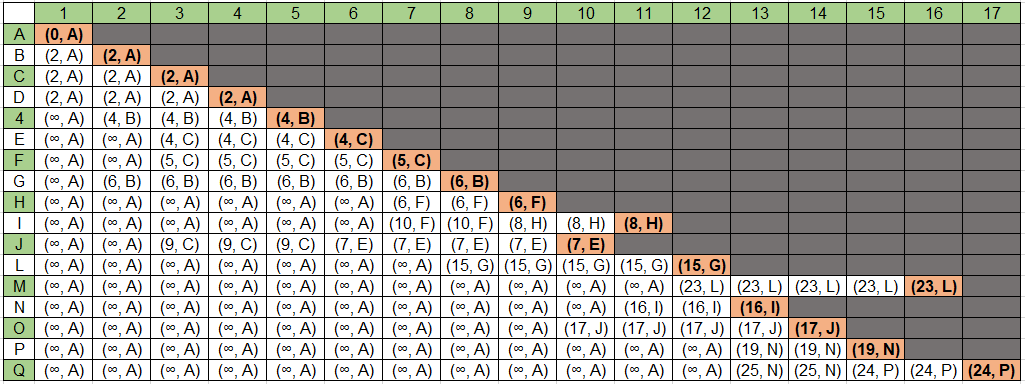 1 2 3 4 5 6 7 8 9 10 11 12 13 14 15 16 17
A (0, A)
B (2, A) (2, A)
C (2, A) (2, A) (2, A)
D (2, A) (2, A) (2, A) (2, A)
4 (∞, A) (4, B) (4, B) (4, B) (4, B)
E (∞, A) (∞, A) (4, C) (4, C) (4, C) (4, C)
F (∞, A) (∞, A) (5, C) (5, C) (5, C) (5, C) (5, C)
G (∞, A) (6, B) (6, B) (6, B) (6, B) (6, B) (6, B) (6, B)
H (∞, A) (∞, A) (∞, A) (∞, A) (∞, A) (∞, A) (6, F) (6, F) (6, F)
I (∞, A) (∞, A) (∞, A) (∞, A) (∞, A) (∞, A) (10, F) (10, F) (8, H) (8, H) (8, H)
J (∞, A) (∞, A) (9, C) (9, C) (9, C) (7, E) (7, E) (7, E) (7, E) (7, E)
L (∞, A) (∞, A) (∞, A) (∞, A) (∞, A) (∞, A) (∞, A) (15, G) (15, G) (15, G) (15, G) (15, G)
M (∞, A) (∞, A) (∞, A) (∞, A) (∞, A) (∞, A) (∞, A) (∞, A) (∞, A) (∞, A) (∞, A) (23, L) (23, L) (23, L) (23, L) (23, L)
N (∞, A) (∞, A) (∞, A) (∞, A) (∞, A) (∞, A) (∞, A) (∞, A) (∞, A) (∞, A) (16, I) (16, I) (16, I)
O (∞, A) (∞, A) (∞, A) (∞, A) (∞, A) (∞, A) (∞, A) (∞, A) (∞, A) (17, J) (17, J) (17, J) (17, J) (17, J)
P (∞, A) (∞, A) (∞, A) (∞, A) (∞, A) (∞, A) (∞, A) (∞, A) (∞, A) (∞, A) (∞, A) (∞, A) (19, N) (19, N) (19, N)
Q (∞, A) (∞, A) (∞, A) (∞, A) (∞, A) (∞, A) (∞, A) (∞, A) (∞, A) (∞, A) (∞, A) (∞, A) (25, N) (25, N) (24, P) (24, P) (24, P)